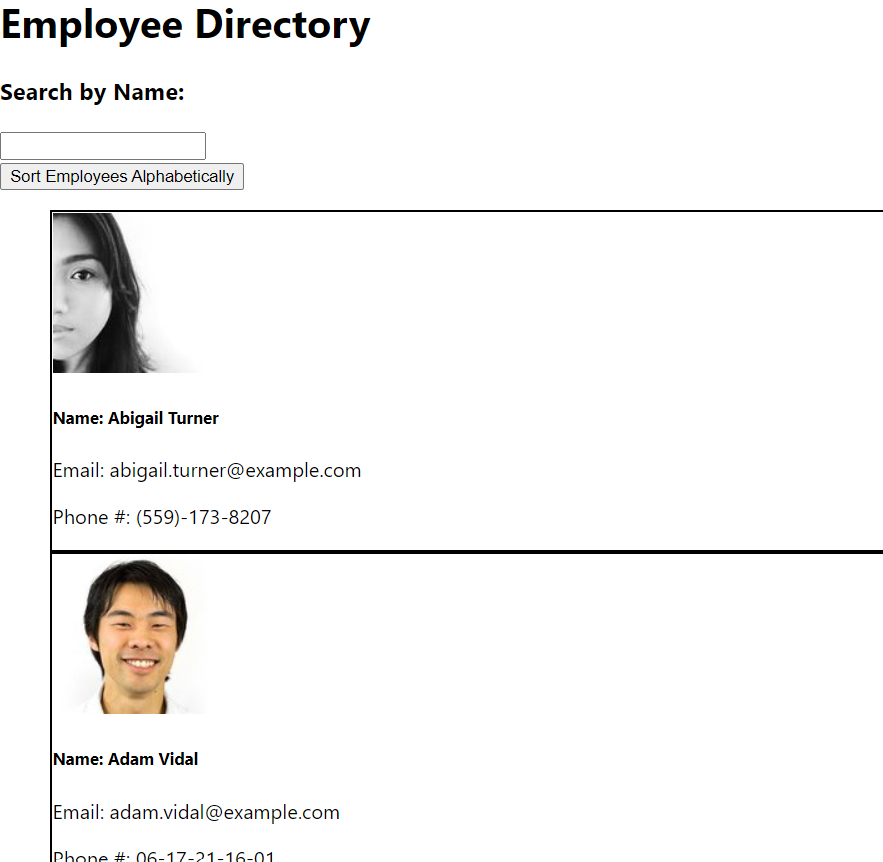 Employee Directory
Search by Name:
Sort Employees Alphabetically
Name: Abigail Turner
Email: abigail.turner@example.com
Phone #: (559)-173-8207
Name: Adam Vidal
Email: adam.vidal@example.com
Phone #: 06-17-21-16-01